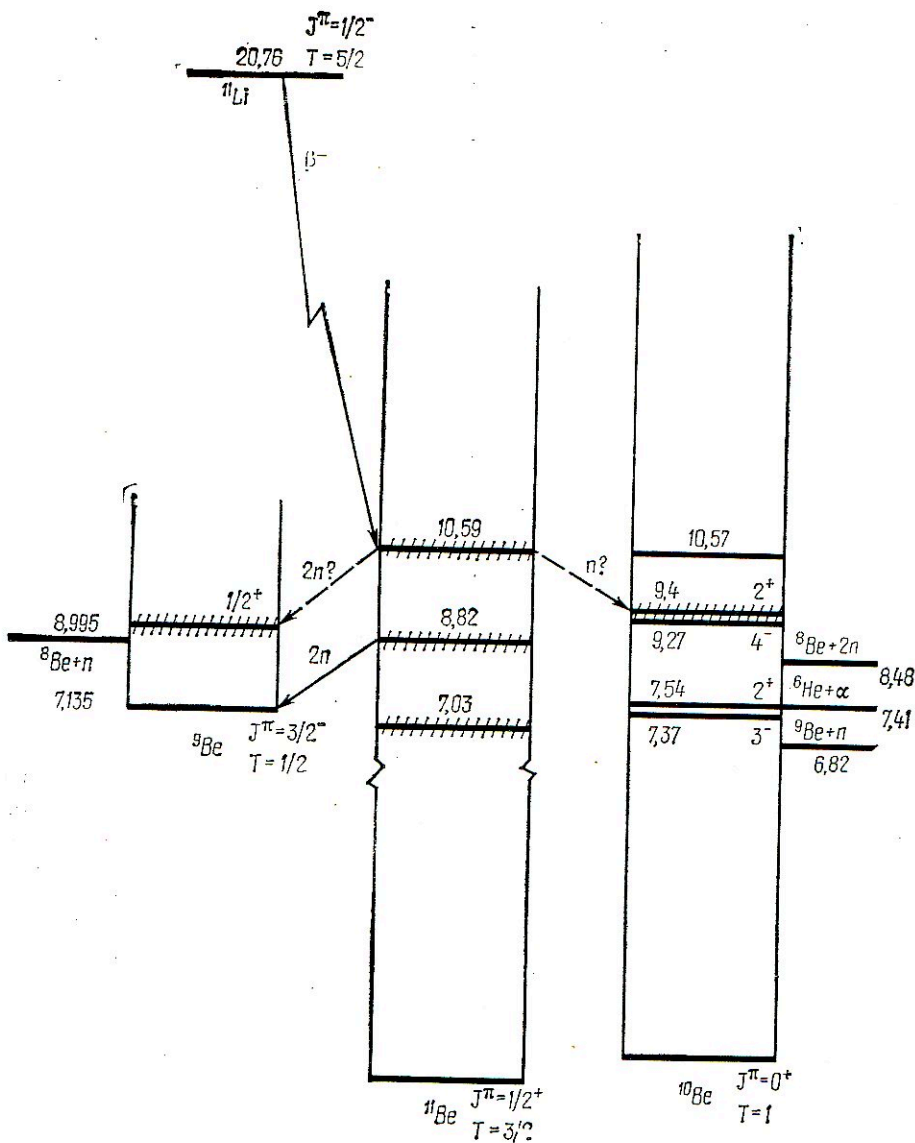 J^π=1/2⁻
20,76 T=5/2
¹¹Li
β⁻
10,59
10,57
2n?
n?
1/2⁺
9,4 2⁺
8,995
8,82
9,27 4⁻
⁸Be+n
2n
⁸Be+2n
8,48
7,135
7,03
7,54 2⁺
⁶He+α
7,41
7,37 3⁻
⁹Be+n
6,82
⁹Be J^π=3/2⁻
T=1/2
¹¹Be J^π=1/2⁺
T=3/2
¹⁰Be J^π=0⁺
T=1